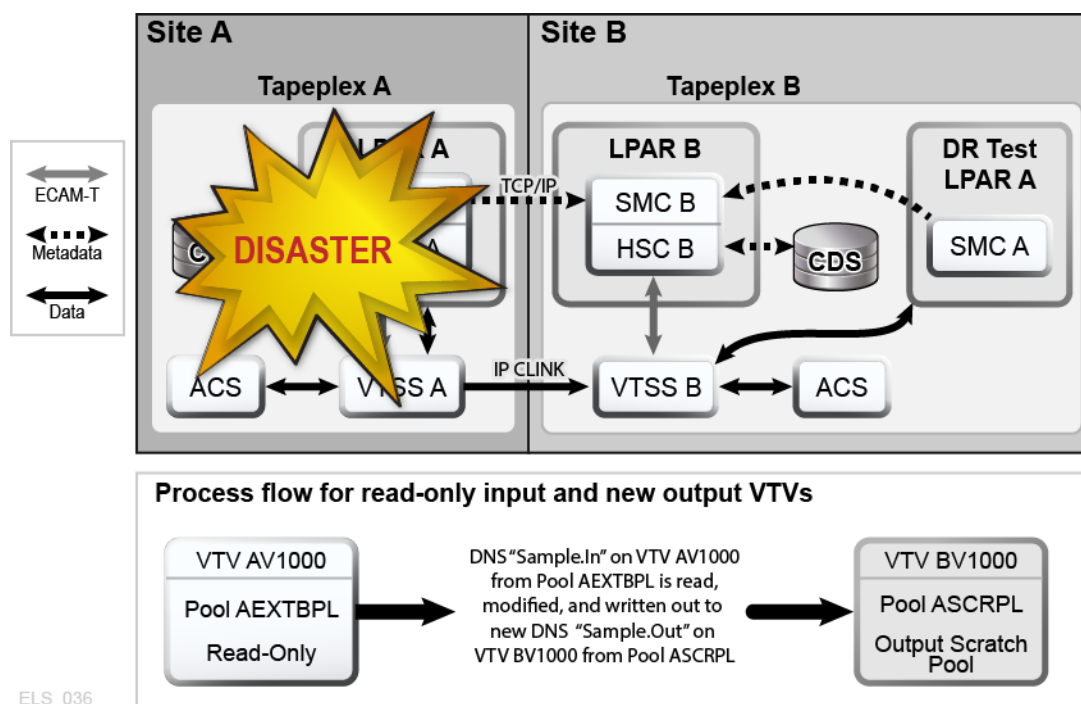 Site A
Site B
Tapeplex A
Tapeplex B
ECAM-T
Metadata
Data
A
TCP/IP
LPAR B
SMC B
HSC B
CDS
DR Test
LPAR A
SMC A
C
A
DISASTER
ACS
VTSS A
IP CLINK
VTSS B
ACS
Process flow for read-only input and new output VTVs
VTV AV1000
Pool AEXTBPL
Read-Only
DNS “Sample.In” on VTV AV1000
from Pool AEXTBPL is read,
modified, and written out to
new DNS “Sample.Out” on
VTV BV1000 from Pool ASCRPL
VTV BV1000
Pool ASCRPL
Output Scratch
Pool
ELS_036